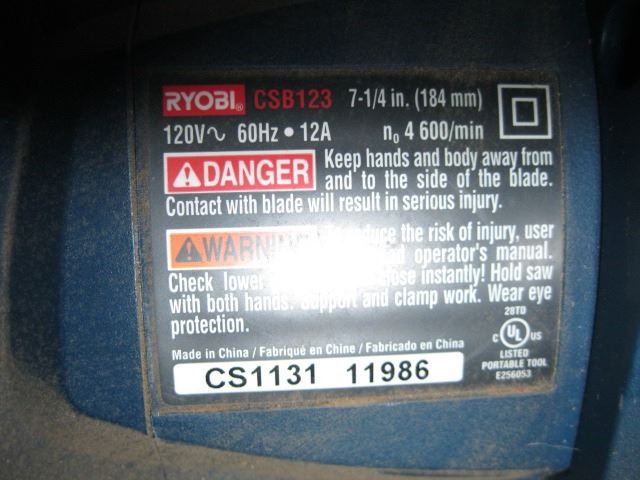 RYOBI® CSB123 7-1/4 in. (184 mm)
120V~ 60Hz • 12A n₀ 4 600/min
⚠DANGER Keep hands and body away from
and to the side of the blade.
Contact with blade will result in serious injury.
⚠WARNING the risk of injury, user
operator's manual.
Check lower instantly! Hold saw
with both hands. Support and clamp work. Wear eye
protection.
28TD
C UL US
LISTED
PORTABLE TOOL
E256053
Made in China / Fabriqué en Chine / Fabricado en China
CS1131 11986